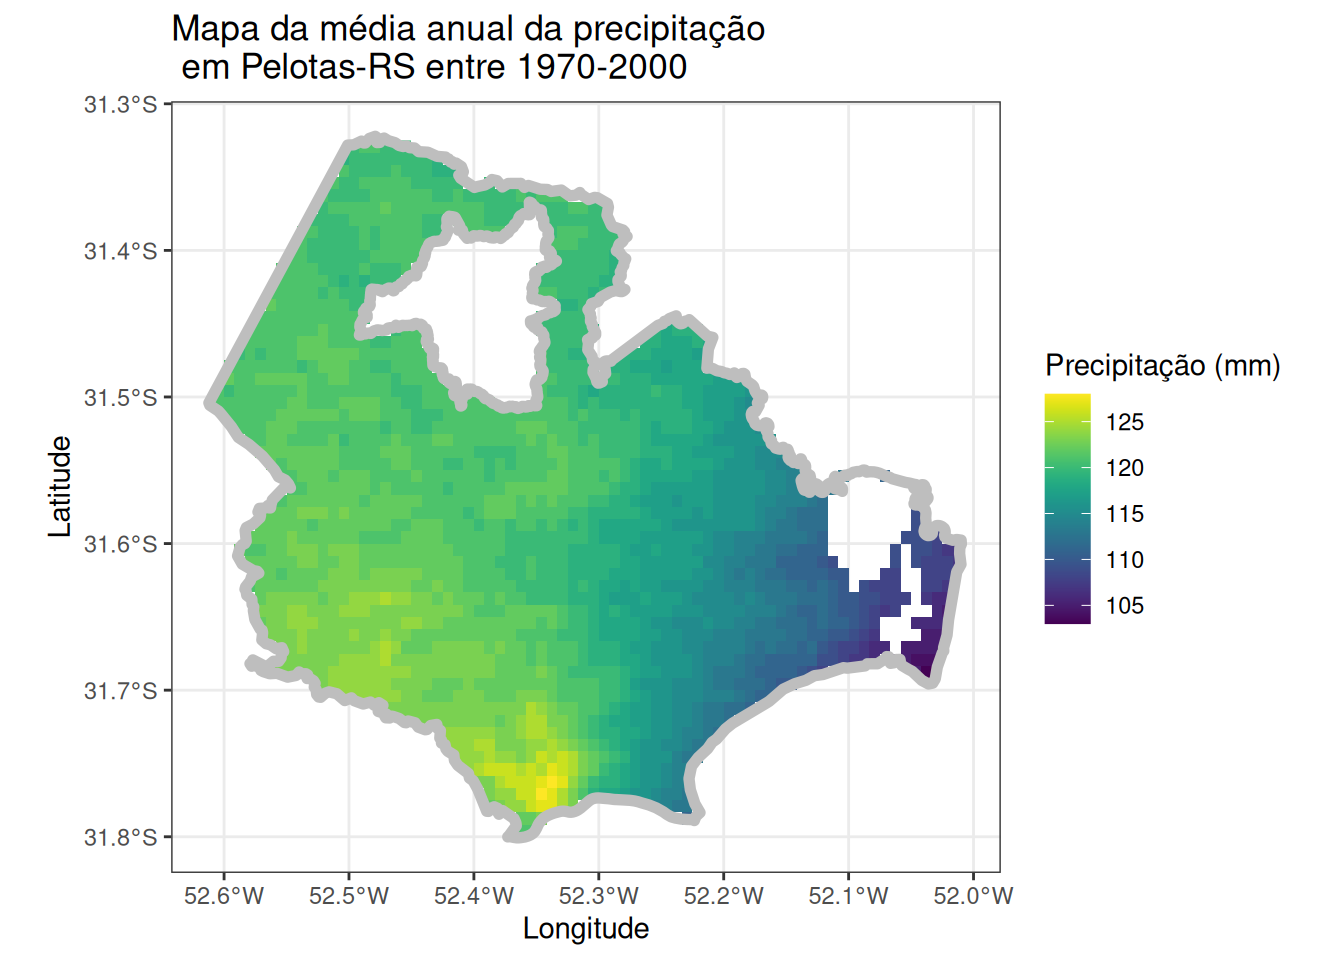 Mapa da média anual da precipitação
em Pelotas-RS entre 1970-2000
31.3°S
31.4°S
31.5°S
31.6°S
31.7°S
31.8°S
Latitude
52.6°W
52.5°W
52.4°W
52.3°W
52.2°W
52.1°W
52.0°W
Longitude
Precipitação (mm)
125
120
115
110
105